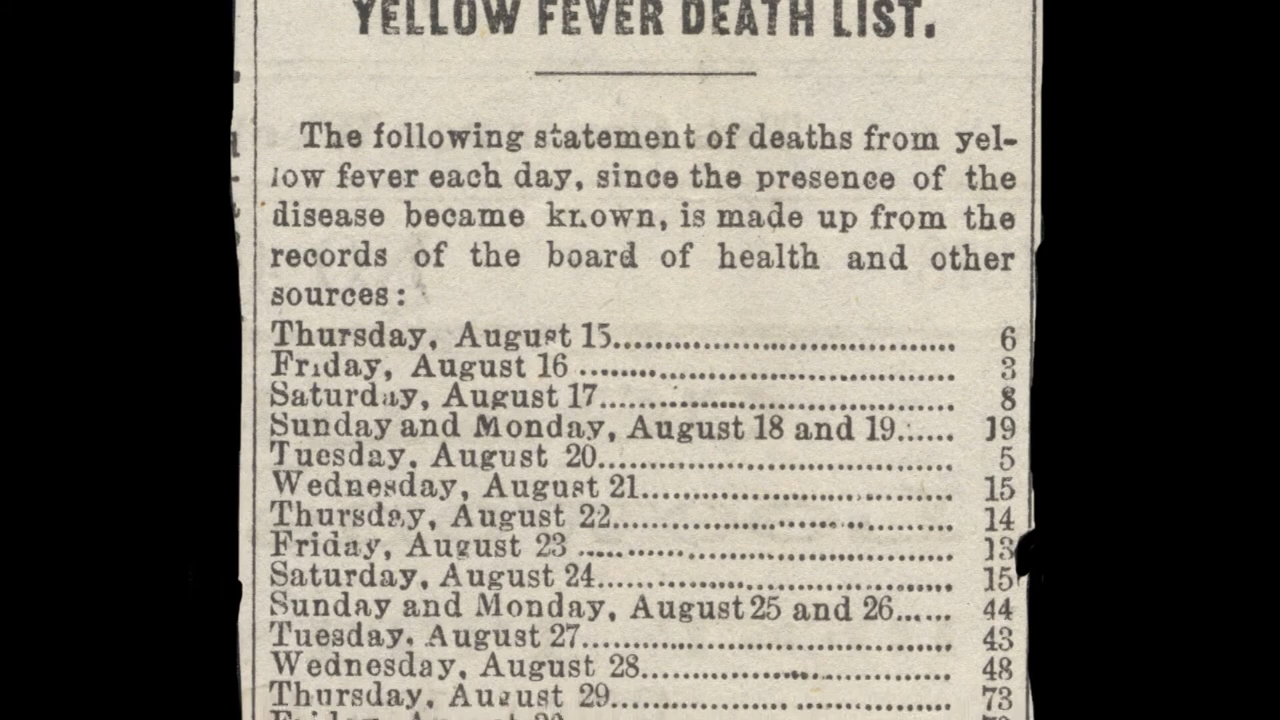 YELLOW FEVER DEATH LIST.
The following statement of deaths from yel-
low fever each day, since the presence of the
disease became known, is made up from the
records of the board of health and other
sources:
Thursday, August 15.................................... 6
Friday, August 16 .................................... 3
Saturday, August 17.................................... 8
Sunday and Monday, August 18 and 19...... 19
Tuesday, August 20.................................... 5
Wednesday, August 21................................ 15
Thursday, August 22.................................. 14
Friday, August 23 .................................... 13
Saturday, August 24.................................... 15
Sunday and Monday, August 25 and 26...... 44
Tuesday, August 27.................................... 43
Wednesday, August 28................................ 48
Thursday, August 29.................................. 73